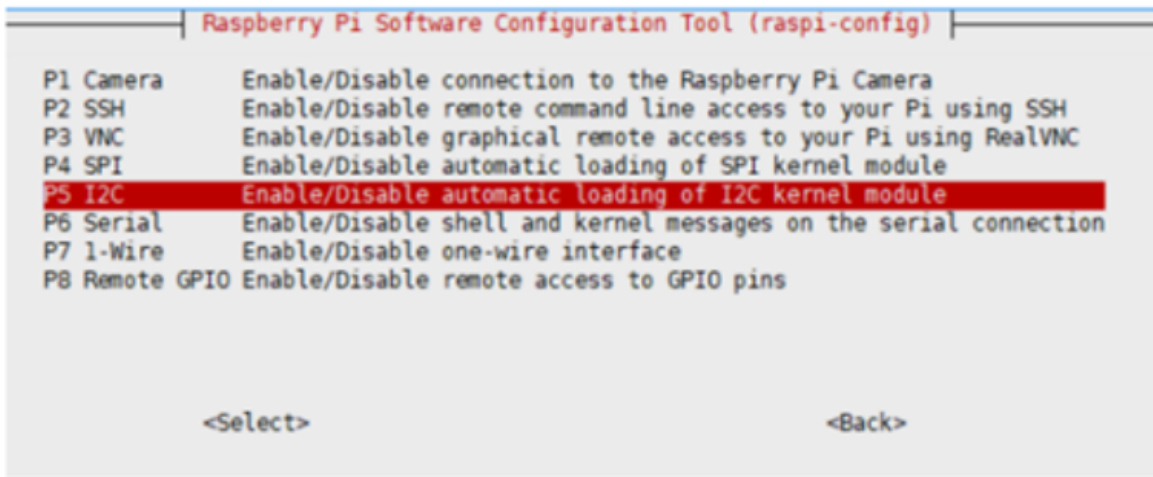 Raspberry Pi Software Configuration Tool (raspi-config)
P1 Camera Enable/Disable connection to the Raspberry Pi Camera
P2 SSH Enable/Disable remote command line access to your Pi using SSH
P3 VNC Enable/Disable graphical remote access to your Pi using RealVNC
P4 SPI Enable/Disable automatic loading of SPI kernel module
P5 I2C Enable/Disable automatic loading of I2C kernel module
P6 Serial Enable/Disable shell and kernel messages on the serial connection
P7 1-Wire Enable/Disable one-wire interface
P8 Remote GPIO Enable/Disable remote access to GPIO pins
<Select> <Back>